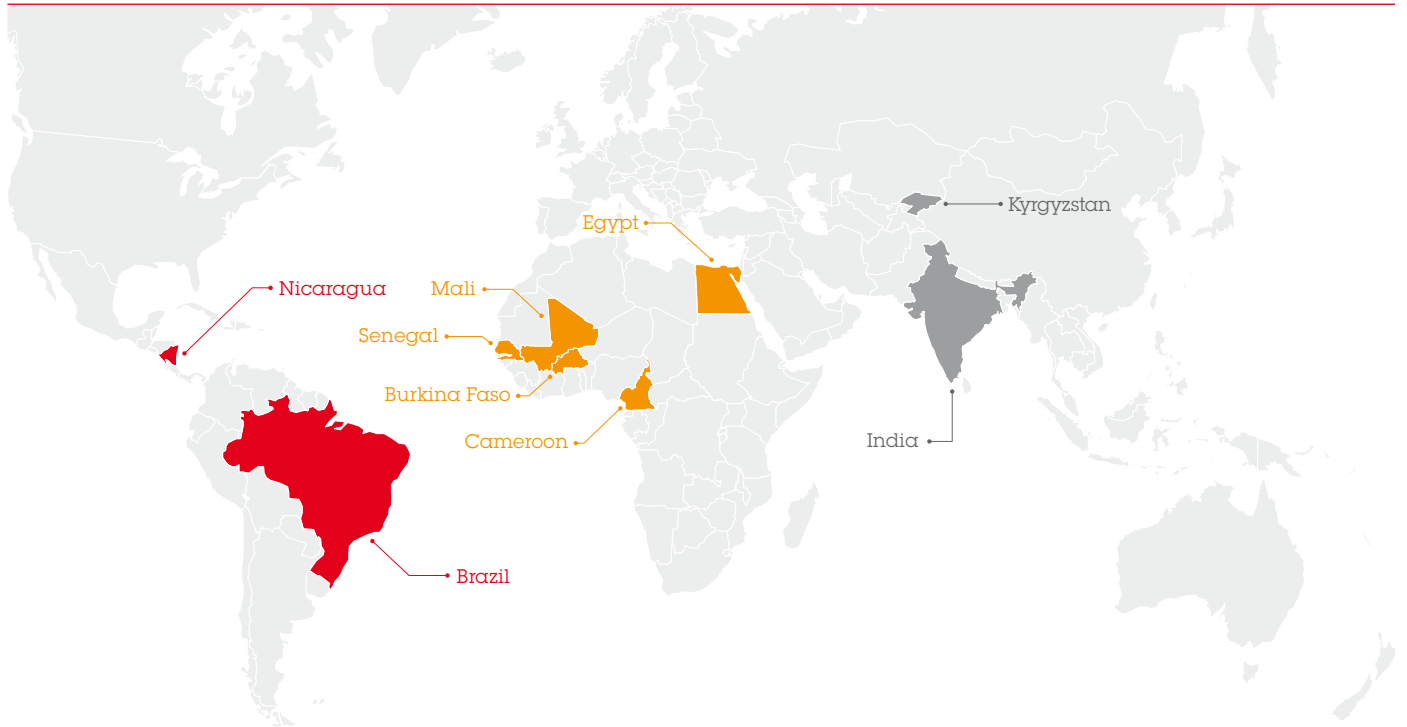 Kyrgyzstan
Egypt
Nicaragua
Mali
Senegal
Burkina Faso
Cameroon
India
Brazil